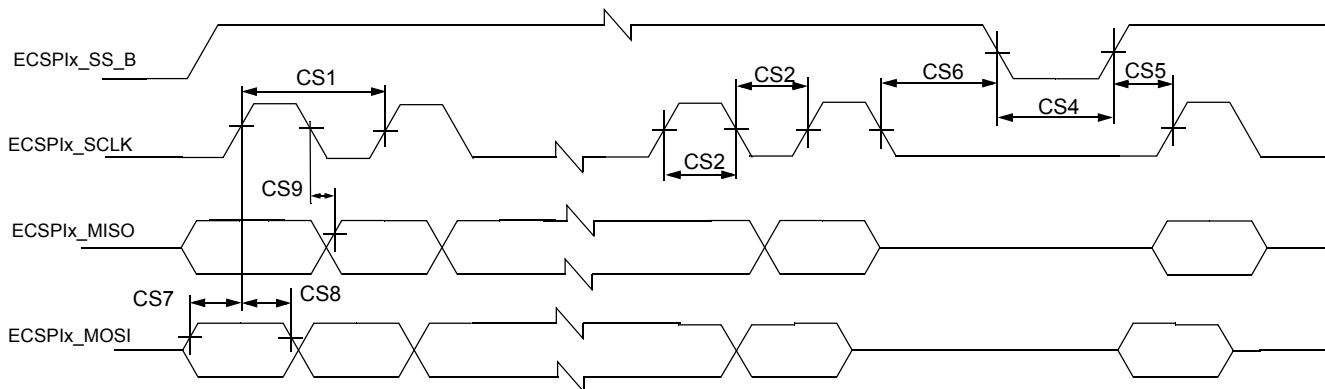 ECSPIx_SS_B
CS1
CS2
CS6
CS5
CS4
ECSPIx_SCLK
CS2
CS9
ECSPIx_MISO
CS7
CS8
ECSPIx_MOSI